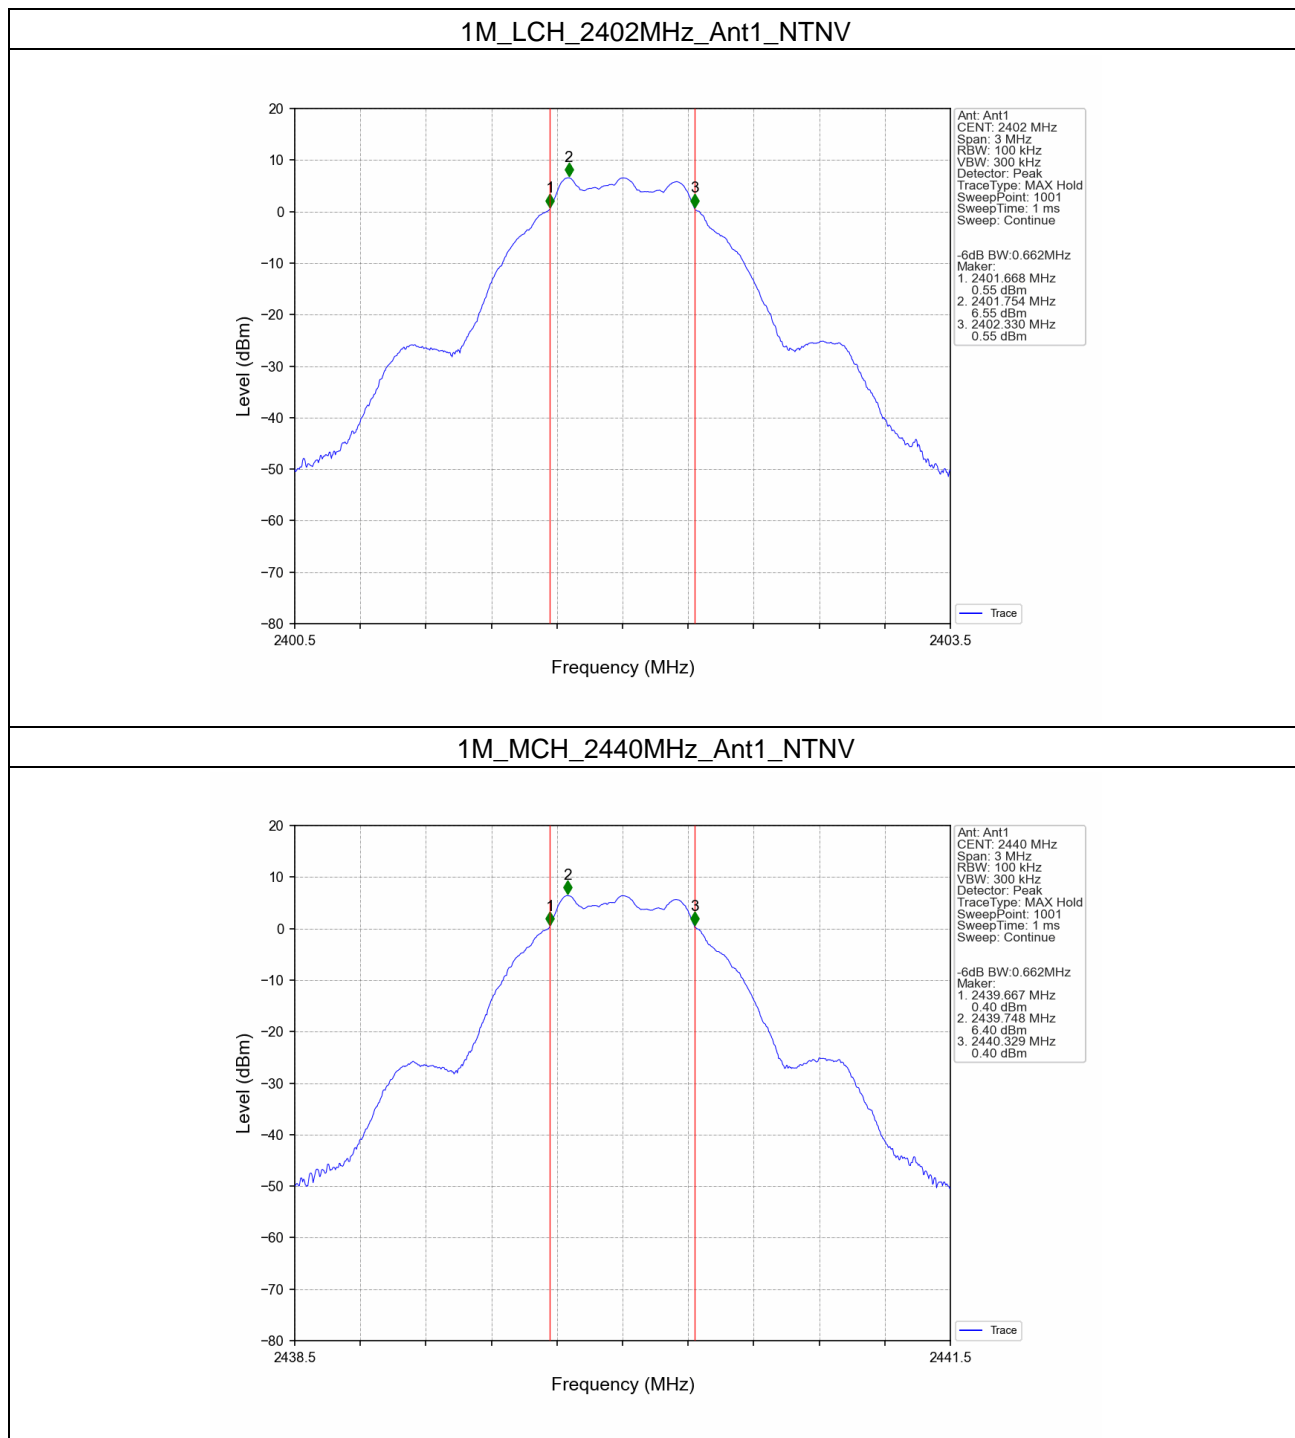 1M_LCH_2402MHz_Ant1_NTNV
20
10
0
−10
−20
−30
−40
−50
−60
−70
−80
Level (dBm)
1
2
3
2400.5
2403.5
Frequency (MHz)
Ant: Ant1
CENT: 2402 MHz
Span: 3 MHz
RBW: 100 kHz
VBW: 300 kHz
Detector: Peak
TraceType: MAX Hold
SweepPoint: 1001
SweepTime: 1 ms
Sweep: Continue
-6dB BW:0.662MHz
Maker:
1. 2401.668 MHz
0.55 dBm
2. 2401.754 MHz
6.55 dBm
3. 2402.330 MHz
0.55 dBm
Trace
1M_MCH_2440MHz_Ant1_NTNV
20
10
0
−10
−20
−30
−40
−50
−60
−70
−80
Level (dBm)
1
2
3
2438.5
2441.5
Frequency (MHz)
Ant: Ant1
CENT: 2440 MHz
Span: 3 MHz
RBW: 100 kHz
VBW: 300 kHz
Detector: Peak
TraceType: MAX Hold
SweepPoint: 1001
SweepTime: 1 ms
Sweep: Continue
-6dB BW:0.662MHz
Maker:
1. 2439.667 MHz
0.40 dBm
2. 2439.748 MHz
6.40 dBm
3. 2440.329 MHz
0.40 dBm
Trace